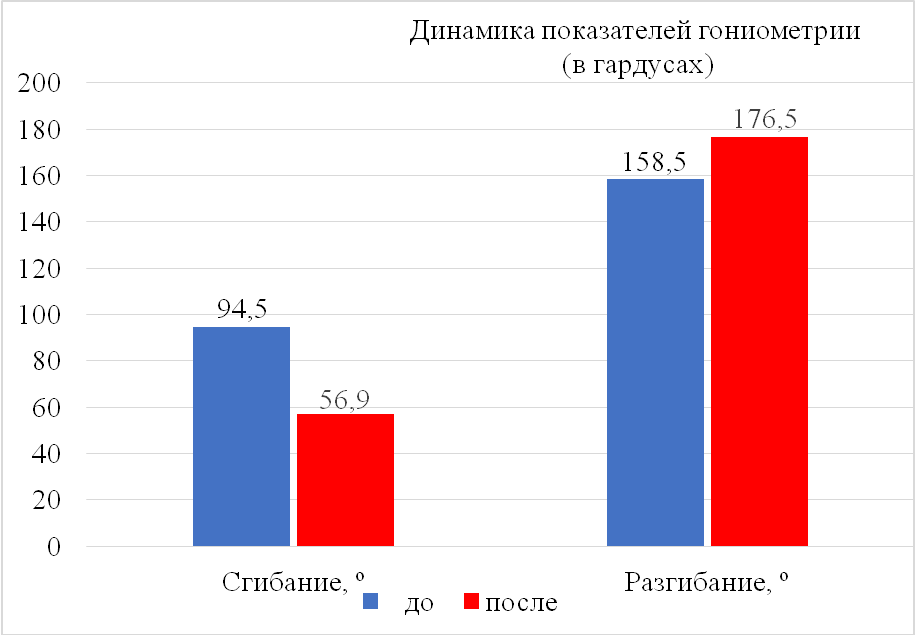 Динамика показателей гониометрии
(в гардусах)
200
180
160
140
120
100
80
60
40
20
0
94,5
56,9
158,5
176,5
Сгибание, º
Разгибание, º
до
после